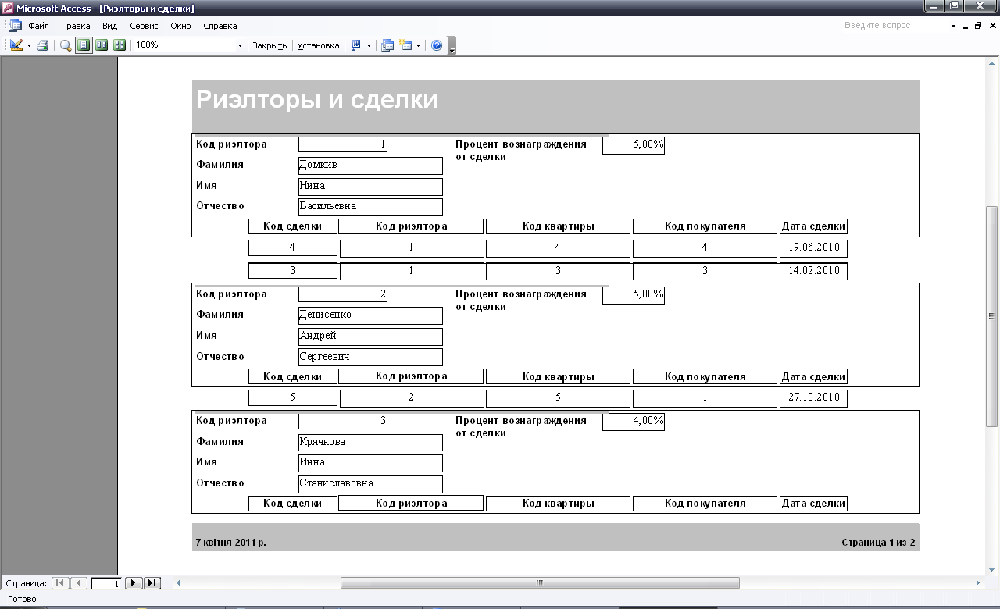 Microsoft Access - [Риэлторы и сделки]
Файл Правка Вид Сервис Окно Справка Введите вопрос
100% Закрыть Установка
Риэлторы и сделки
Код риэлтора 1 Процент вознаграждения 5,00%
от сделки
Фамилия Домкив
Имя Нина
Отчество Васильевна
Код сделки Код риэлтора Код квартиры Код покупателя Дата сделки
4 1 4 4 19.06.2010
3 1 3 3 14.02.2010
Код риэлтора 2 Процент вознаграждения 5,00%
от сделки
Фамилия Денисенко
Имя Андрей
Отчество Сергеевич
Код сделки Код риэлтора Код квартиры Код покупателя Дата сделки
5 2 5 1 27.10.2010
Код риэлтора 3 Процент вознаграждения 4,00%
от сделки
Фамилия Крячкова
Имя Инна
Отчество Станиславовна
Код сделки Код риэлтора Код квартиры Код покупателя Дата сделки
7 квітня 2011 р. Страница 1 из 2
Страница: 1
Готово